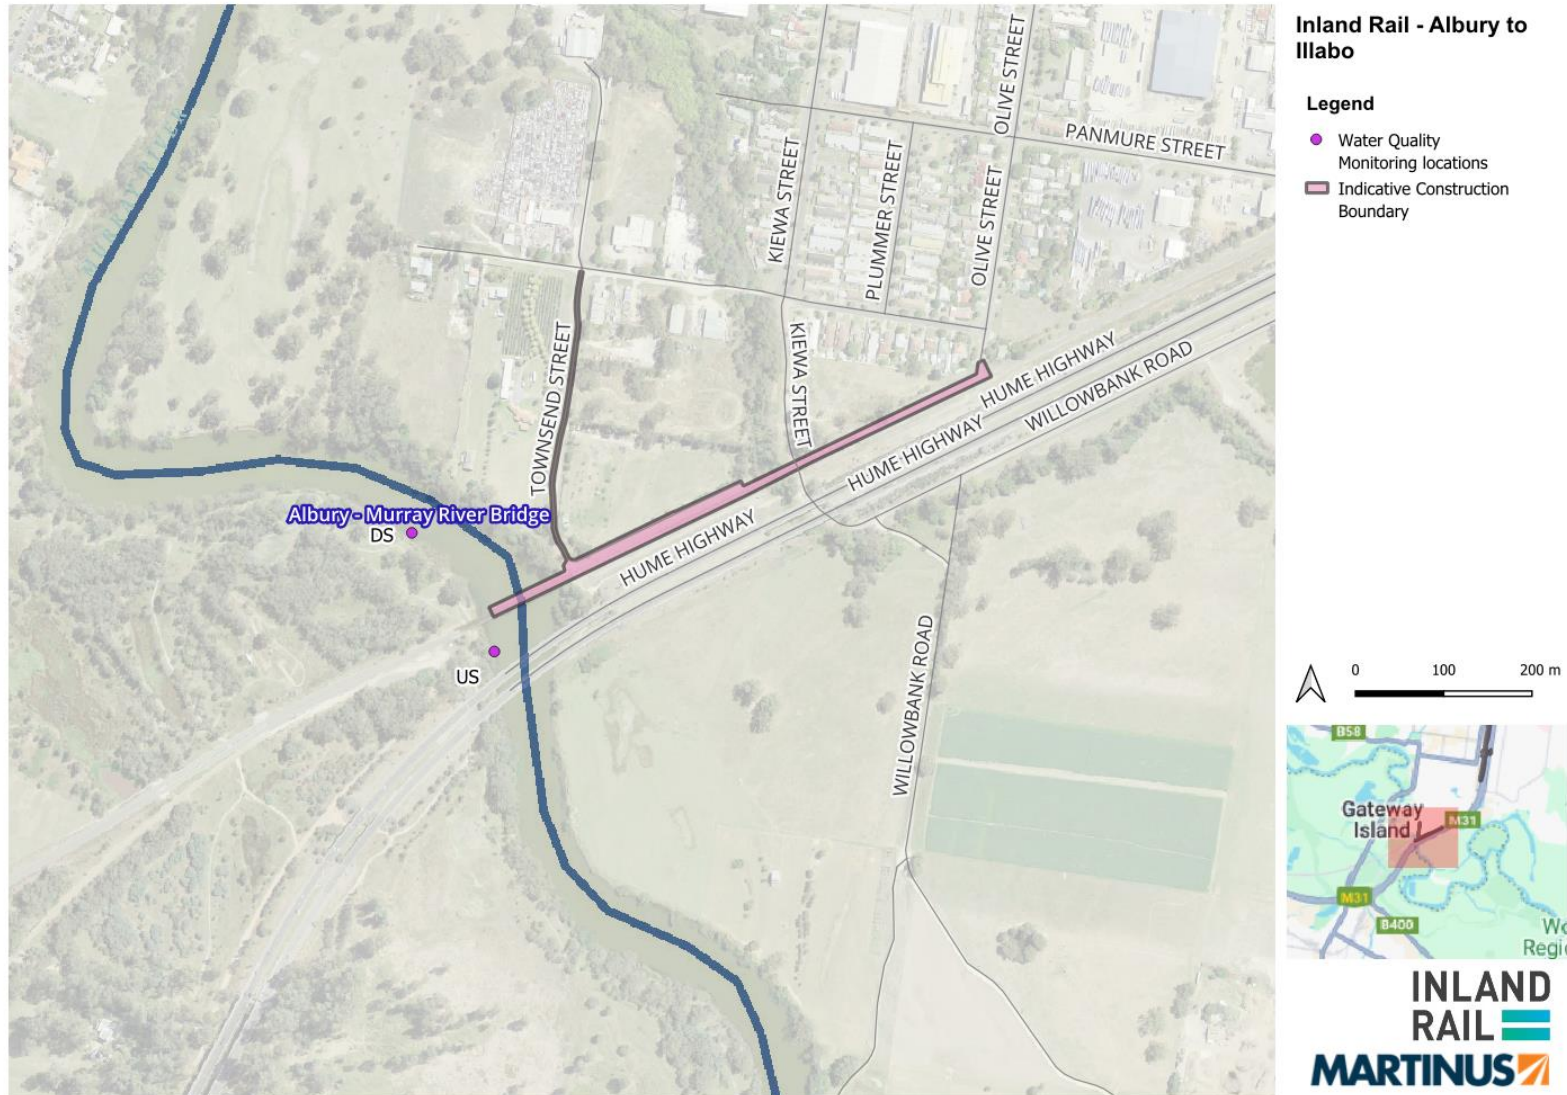 Inland Rail - Albury to
Illabo
Legend
Water Quality
Monitoring locations
Indicative Construction
Boundary
OLIVE STREET
PANMURE STREET
KIEWA STREET
PLUMMER STREET
OLIVE STREET
TOWNSEND STREET
KIEWA STREET
HUME HIGHWAY
WILLOWBANK ROAD
HUME HIGHWAY
HUME HIGHWAY
Albury - Murray River Bridge
DS
US
WILLOWBANK ROAD
0 100 200 m
B58
Gateway
Island
M31
M31
B400
Wo
Regi
INLAND
RAIL
MARTINUS